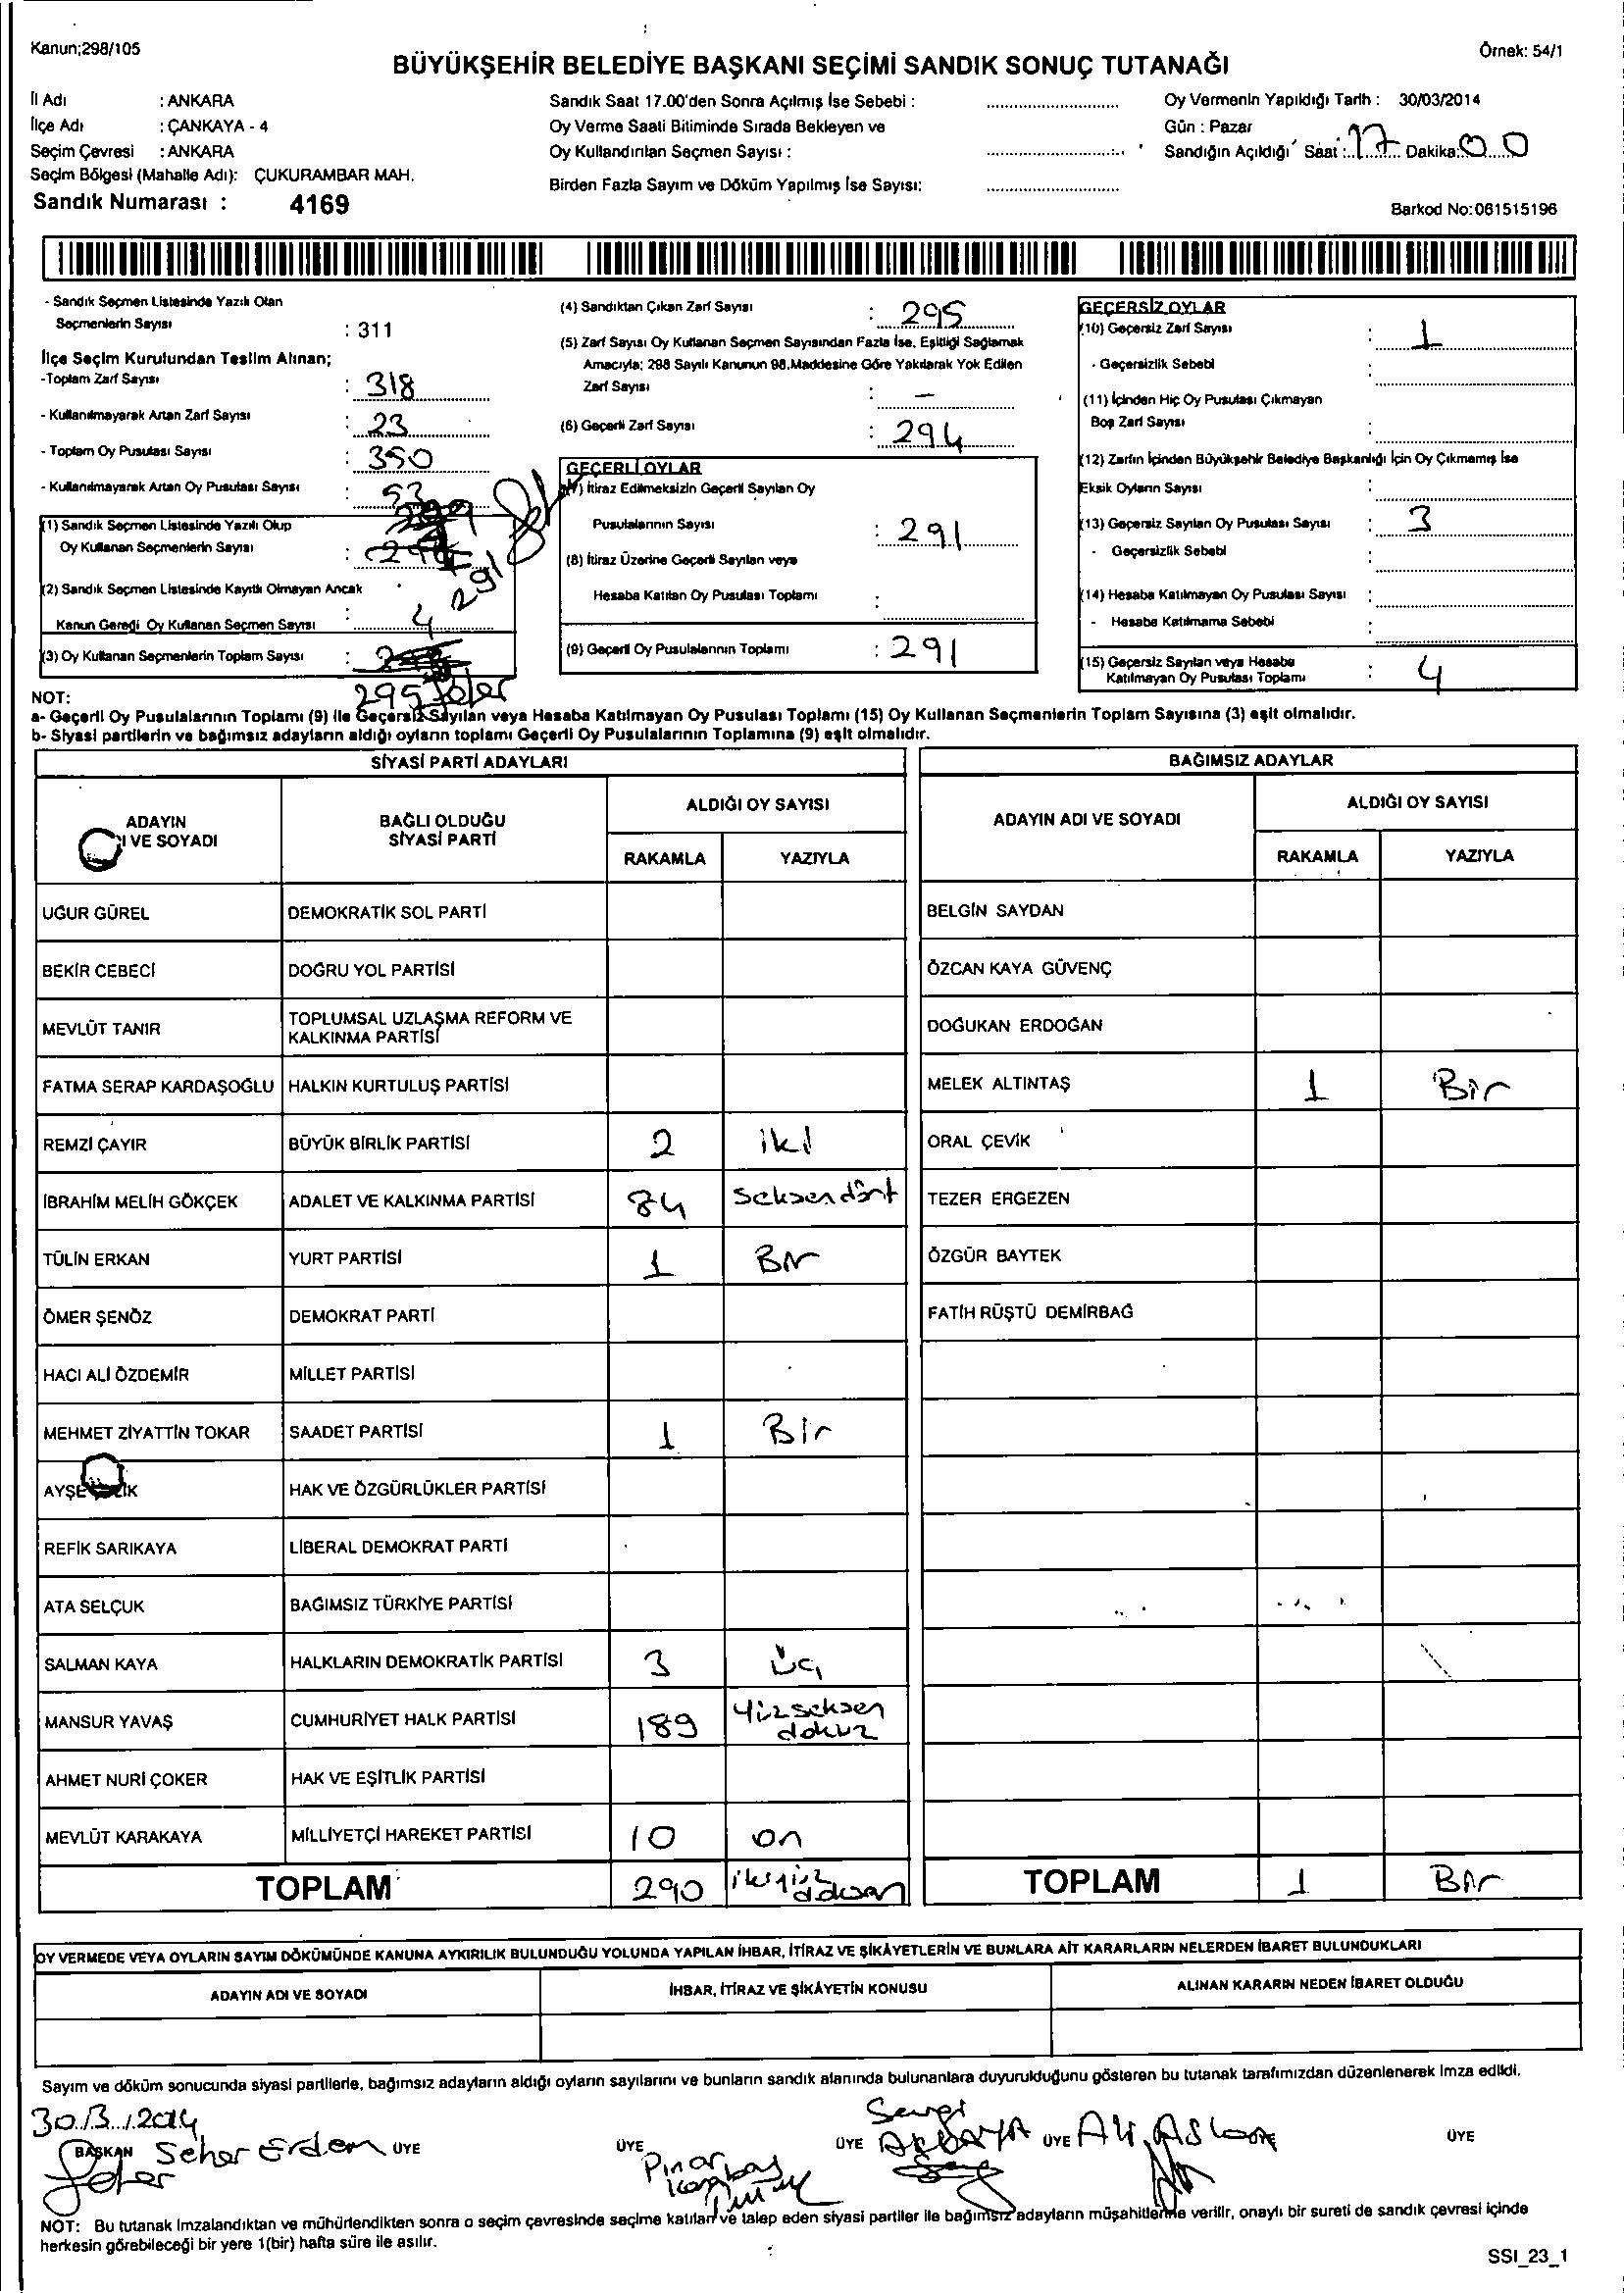 Kanun;298/105
Örnek: 54/1
BÜYÜKŞEHİR BELEDİYE BAŞKANI SEÇİMİ SANDIK SONUÇ TUTANAĞI
İl Adı : ANKARA
İlçe Adı : ÇANKAYA - 4
Seçim Çevresi : ANKARA
Seçim Bölgesi (Mahalle Adı): ÇUKURAMBAR MAH.
Sandık Numarası : 4169
Sandık Saat 17.00'den Sonra Açılmış İse Sebebi :
Oy Verme Saati Bitiminde Sırada Bekleyen ve
Oy Kullandırılan Seçmen Sayısı :
Birden Fazla Sayım ve Döküm Yapılmış İse Sayısı:
Oy Vermenin Yapıldığı Tarih : 30/03/2014
Gün : Pazar
Sandığın Açıldığı Saat : 17 Dakika: 00
Barkod No:061515196
- Sandık Seçmen Listesinde Yazılı Olan
Seçmenlerin Sayısı : 311
İlçe Seçim Kurulundan Teslim Alınan;
-Toplam Zarf Sayısı : 318
- Kullanılmayarak Artan Zarf Sayısı : 23
- Toplam Oy Pusulası Sayısı : 350
- Kullanılmayarak Artan Oy Pusulası Sayısı : 53
(1) Sandık Seçmen Listesinde Yazılı Olup
Oy Kullanan Seçmenlerin Sayısı : 291
(2) Sandık Seçmen Listesinde Kayıtlı Olmayan Ancak
Kanun Geredi Oy Kullanan Seçmen Sayısı : 4
(3) Oy Kullanan Seçmenlerin Toplam Sayısı :
295
(4) Sandıktan Çıkan Zarf Sayısı : 295
(5) Zarf Sayısı Oy Kullanan Seçmen Sayısından Fazla İse, Eşitliği Sağlamak
Amacıyla; 298 Sayılı Kanunun 98.Maddesine Göre Yakılarak Yok Edilen
Zarf Sayısı : -
(6) Geçerli Zarf Sayısı : 294
GEÇERLİ OYLAR
(7) İtiraz Edilmeksizin Geçerli Sayılan Oy
Pusulalarının Sayısı : 291
(8) İtiraz Üzerine Geçerli Sayılan veya
Hesaba Katılan Oy Pusulası Toplamı :
(9) Geçerli Oy Pusulalarının Toplamı : 291
GEÇERSİZ OYLAR
(10) Geçersiz Zarf Sayısı : 1
- Geçersizlik Sebebi :
(11) İçinden Hiç Oy Pusulası Çıkmayan
Boş Zarf Sayısı :
(12) Zarfın İçinden Büyükşehir Belediye Başkanlığı İçin Oy Çıkmamış İse
Eksik Oyların Sayısı :
(13) Geçersiz Sayılan Oy Pusulası Sayısı : 3
- Geçersizlik Sebebi :
(14) Hesaba Katılmayan Oy Pusulası Sayısı :
- Hesaba Katılmama Sebebi :
(15) Geçersiz Sayılan veya Hesaba
Katılmayan Oy Pusulası Toplamı : 4
NOT:
a- Geçerli Oy Pusulalarının Toplamı (9) ile Geçersiz Sayılan veya Hesaba Katılmayan Oy Pusulası Toplamı (15) Oy Kullanan Seçmenlerin Toplam Sayısına (3) eşit olmalıdır.
b- Siyasi partilerin ve bağımsız adayların aldığı oyların toplamı Geçerli Oy Pusulalarının Toplamına (9) eşit olmalıdır.
SİYASİ PARTİ ADAYLARI
ADAYIN
I VE SOYADI
BAĞLI OLDUĞU
SİYASİ PARTİ
ALDIĞI OY SAYISI
RAKAMLA YAZIYLA
UĞUR GÜREL DEMOKRATİK SOL PARTİ
BEKİR CEBECİ DOĞRU YOL PARTİSİ
MEVLÜT TANIR TOPLUMSAL UZLAŞMA REFORM VE
KALKINMA PARTİSİ
FATMA SERAP KARDAŞOĞLU HALKIN KURTULUŞ PARTİSİ
REMZİ ÇAYIR BÜYÜK BİRLİK PARTİSİ 2 iki
İBRAHİM MELİH GÖKÇEK ADALET VE KALKINMA PARTİSİ 84 seksendört
TÜLİN ERKAN YURT PARTİSİ 1 Bir
ÖMER ŞENÖZ DEMOKRAT PARTİ
HACI ALİ ÖZDEMİR MİLLET PARTİSİ
MEHMET ZİYATTİN TOKAR SAADET PARTİSİ 1 Bir
AYŞE HAK VE ÖZGÜRLÜKLER PARTİSİ
REFİK SARIKAYA LİBERAL DEMOKRAT PARTİ
ATA SELÇUK BAĞIMSIZ TÜRKİYE PARTİSİ
SALMAN KAYA HALKLARIN DEMOKRATİK PARTİSİ 3 üç
MANSUR YAVAŞ CUMHURİYET HALK PARTİSİ 189 yüzseksen
dokuz
AHMET NURİ ÇOKER HAK VE EŞİTLİK PARTİSİ
MEVLÜT KARAKAYA MİLLİYETÇİ HAREKET PARTİSİ 10 on
TOPLAM 290 ikiyüz
doksan
BAĞIMSIZ ADAYLAR
ADAYIN ADI VE SOYADI
ALDIĞI OY SAYISI
RAKAMLA YAZIYLA
BELGİN SAYDAN
ÖZCAN KAYA GÜVENÇ
DOĞUKAN ERDOĞAN
MELEK ALTINTAŞ 1 Bir
ORAL ÇEVİK
TEZER ERGEZEN
ÖZGÜR BAYTEK
FATİH RÜŞTÜ DEMİRBAĞ
TOPLAM 1 Bir
OY VERMEDE VEYA OYLARIN SAYIM DÖKÜMÜNDE KANUNA AYKIRILIK BULUNDUĞU YOLUNDA YAPILAN İHBAR, İTİRAZ VE ŞİKÂYETLERİN VE BUNLARA AİT KARARLARIN NELERDEN İBARET BULUNDUKLARI
ADAYIN ADI VE SOYADI
İHBAR, İTİRAZ VE ŞİKÂYETİN KONUSU
ALINAN KARARIN NEDEN İBARET OLDUĞU
Sayım ve döküm sonucunda siyasi partilerle, bağımsız adayların aldığı oyların sayılarını ve bunların sandık alanında bulunanlara duyurulduğunu gösteren bu tutanak tarafımızdan düzenlenerek imza edildi.
30/3/2014
BAŞKAN Seher Erdem ÜYE
Seher
ÜYE
Pınar
ÜYE Sevgi
ÜYE Ali Aslan
ÜYE
NOT: Bu tutanak imzalandıktan ve mühürlendikten sonra o seçim çevresinde seçime katılan ve talep eden siyasi partiler ile bağımsız adayların müşahitlerine verilir, onaylı bir sureti de sandık çevresi içinde
herkesin görebileceği bir yere 1(bir) hafta süre ile asılır.
SSI_23_1